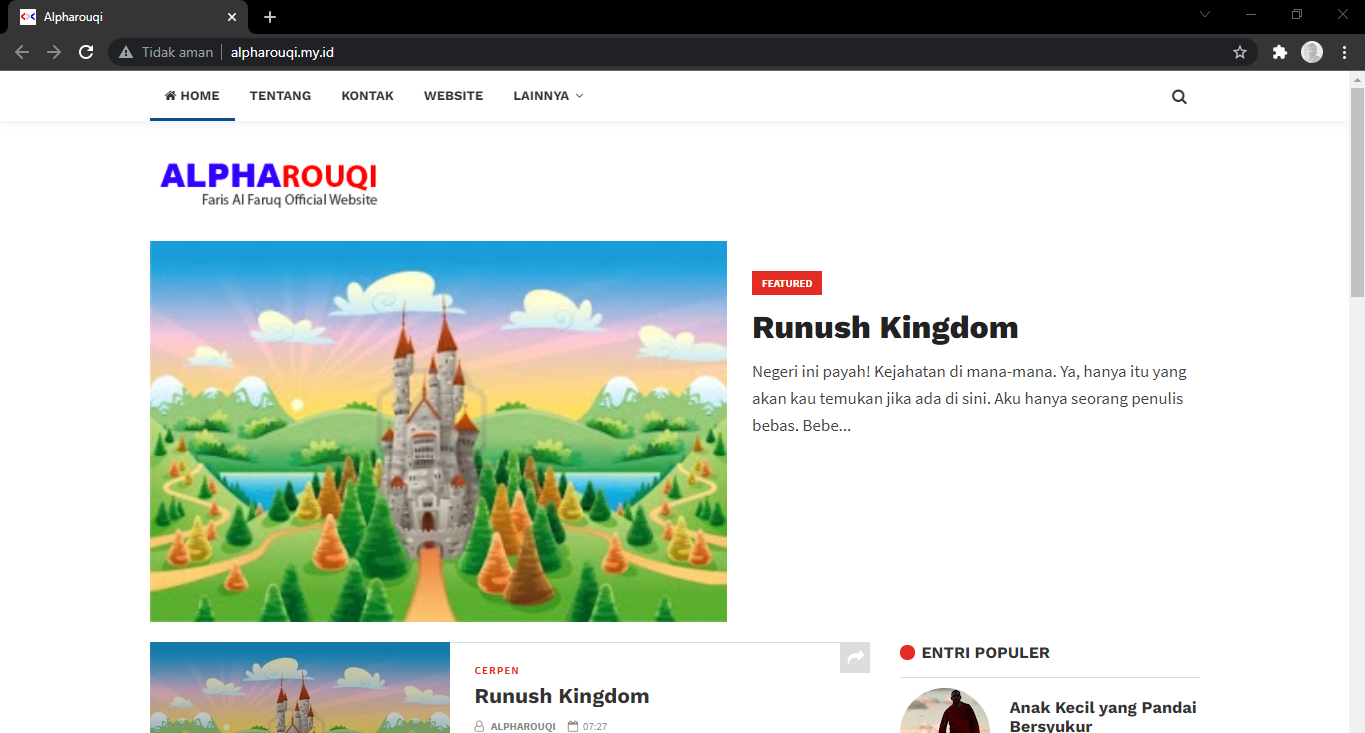 Alpharouqi
Tidak aman
alpharouqi.my.id
HOME TENTANG KONTAK WEBSITE LAINNYA
ALPHAROUQI
Faris Al Faruq Official Website
FEATURED
Runush Kingdom
Negeri ini payah! Kejahatan di mana-mana. Ya, hanya itu yang
akan kau temukan jika ada di sini. Aku hanya seorang penulis
bebas. Bebe...
CERPEN
Runush Kingdom
ALPHAROUQI 07:27
ENTRI POPULER
Anak Kecil yang Pandai
Bersyukur